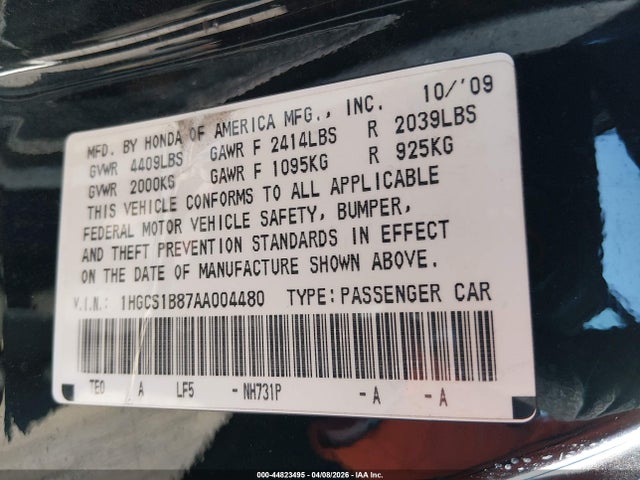 MFD. BY HONDA OF AMERICA MFG., INC. 10/'09
GVWR 4409LBS GAWR F 2414LBS R 2039LBS
GVWR 2000KG GAWR F 1095KG R 925KG
THIS VEHICLE CONFORMS TO ALL APPLICABLE
FEDERAL MOTOR VEHICLE SAFETY, BUMPER,
AND THEFT PREVENTION STANDARDS IN EFFECT
ON THE DATE OF MANUFACTURE SHOWN ABOVE.
V.I.N.: 1HGCS1B87AA004480 TYPE:PASSENGER CAR
TE0 A LF5 - NH731P - A - A
000-44823495 04/08/2026 IAA Inc.